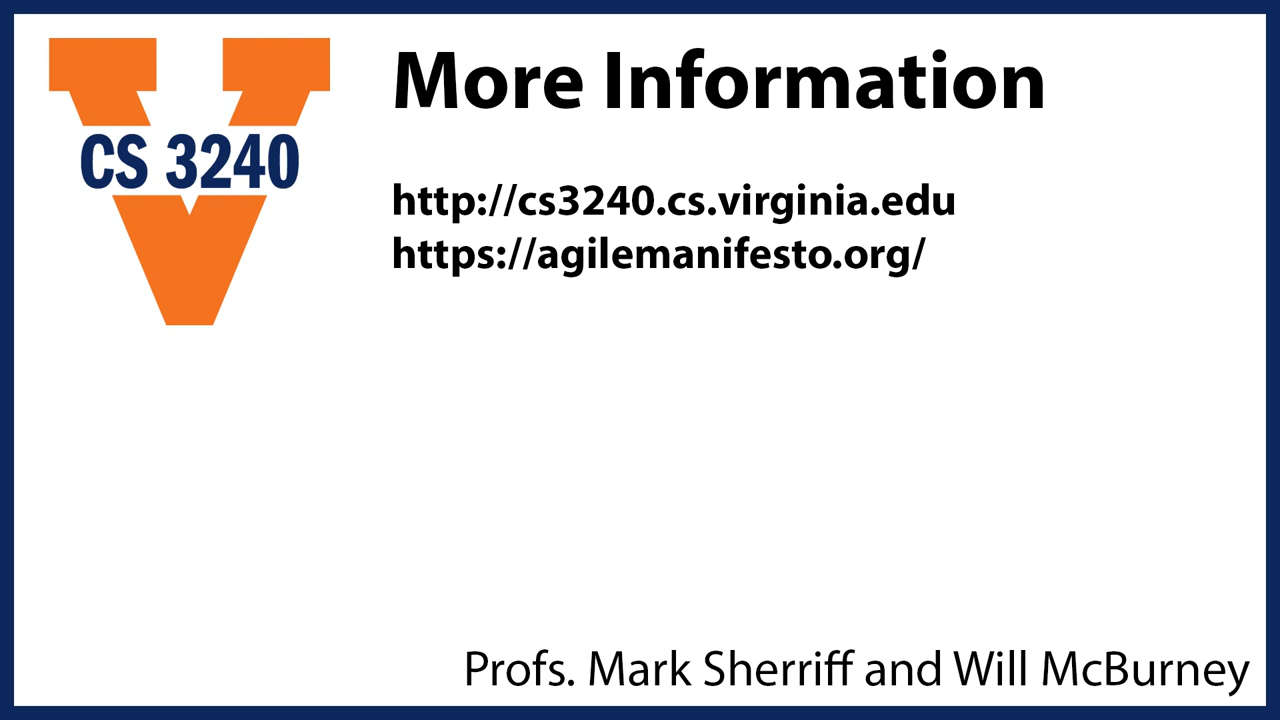 CS 3240
More Information
http://cs3240.cs.virginia.edu
https://agilemanifesto.org/
Profs. Mark Sherriff and Will McBurney